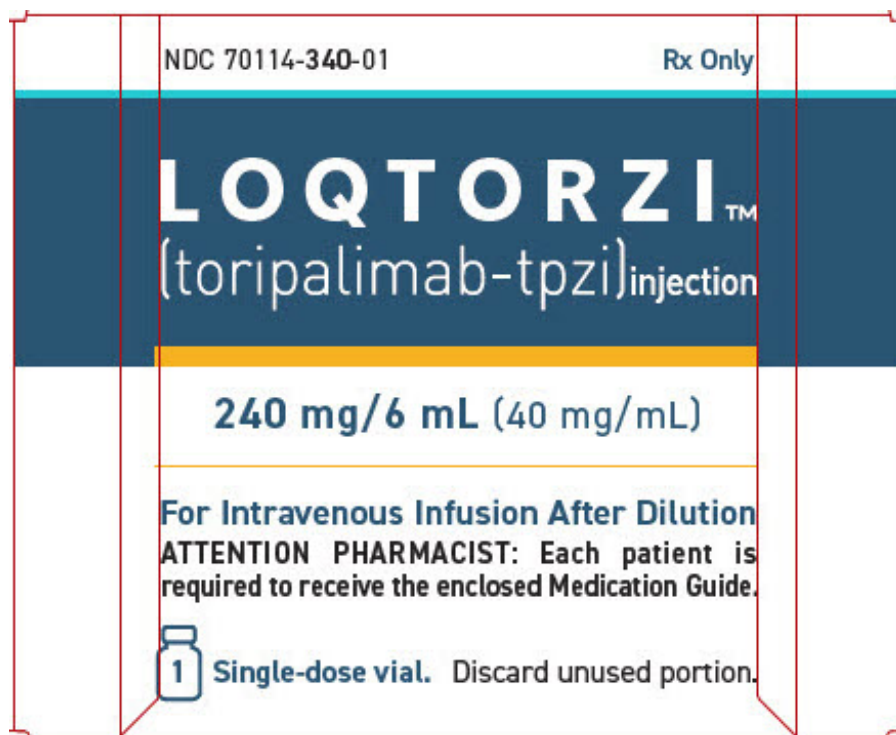 NDC 70114-340-01 Rx Only
LOQTORZI™
(toripalimab-tpzi) injection
240 mg/6 mL (40 mg/mL)
For Intravenous Infusion After Dilution
ATTENTION PHARMACIST: Each patient is
required to receive the enclosed Medication Guide.
1 Single-dose vial. Discard unused portion.